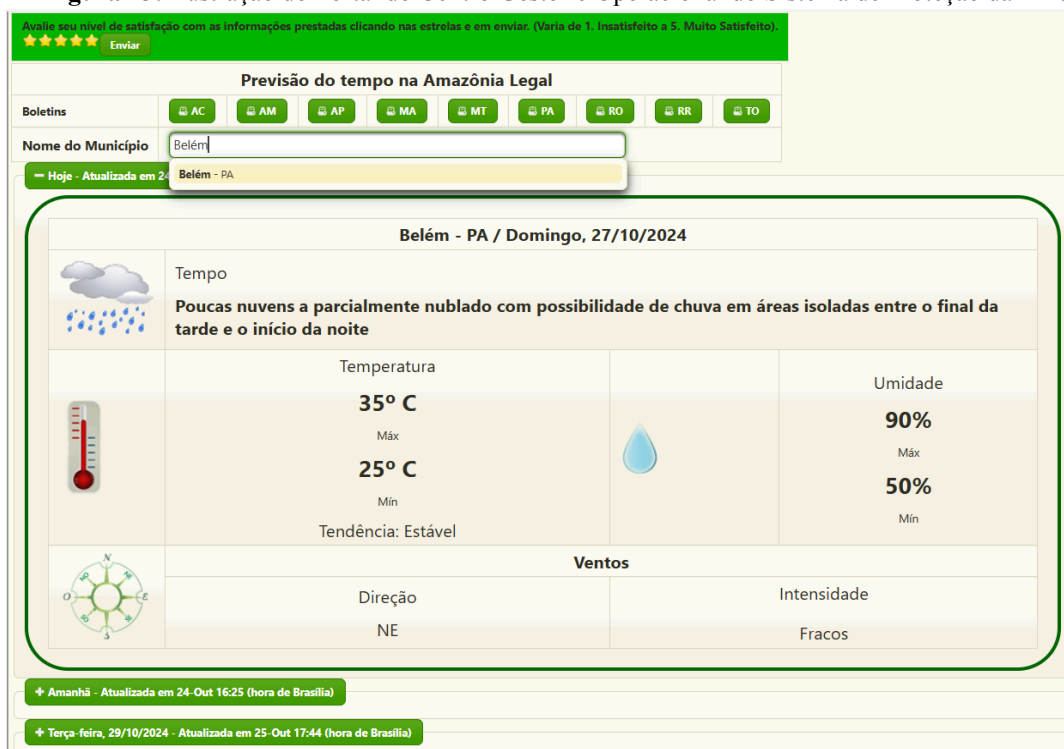 Avalie seu nível de satisfação com as informações prestadas clicando nas estrelas e em enviar. (Varia de 1. Insatisfeito a 5. Muito Satisfeito).
Enviar
Previsão do tempo na Amazônia Legal
Boletins AC AM AP MA MT PA RO RR TO
Nome do Município Belém
Belém - PA
Hoje - Atualizada em 24
Belém - PA / Domingo, 27/10/2024
Tempo
Poucas nuvens a parcialmente nublado com possibilidade de chuva em áreas isoladas entre o final da
tarde e o início da noite
Temperatura
35º C
Máx
25º C
Mín
Tendência: Estável
Umidade
90%
Máx
50%
Mín
N
NO NE
O E
SO SE
S
Ventos
Direção
NE
Intensidade
Fracos
Amanhã - Atualizada em 24-Out 16:25 (hora de Brasília)
Terça-feira, 29/10/2024 - Atualizada em 25-Out 17:44 (hora de Brasília)